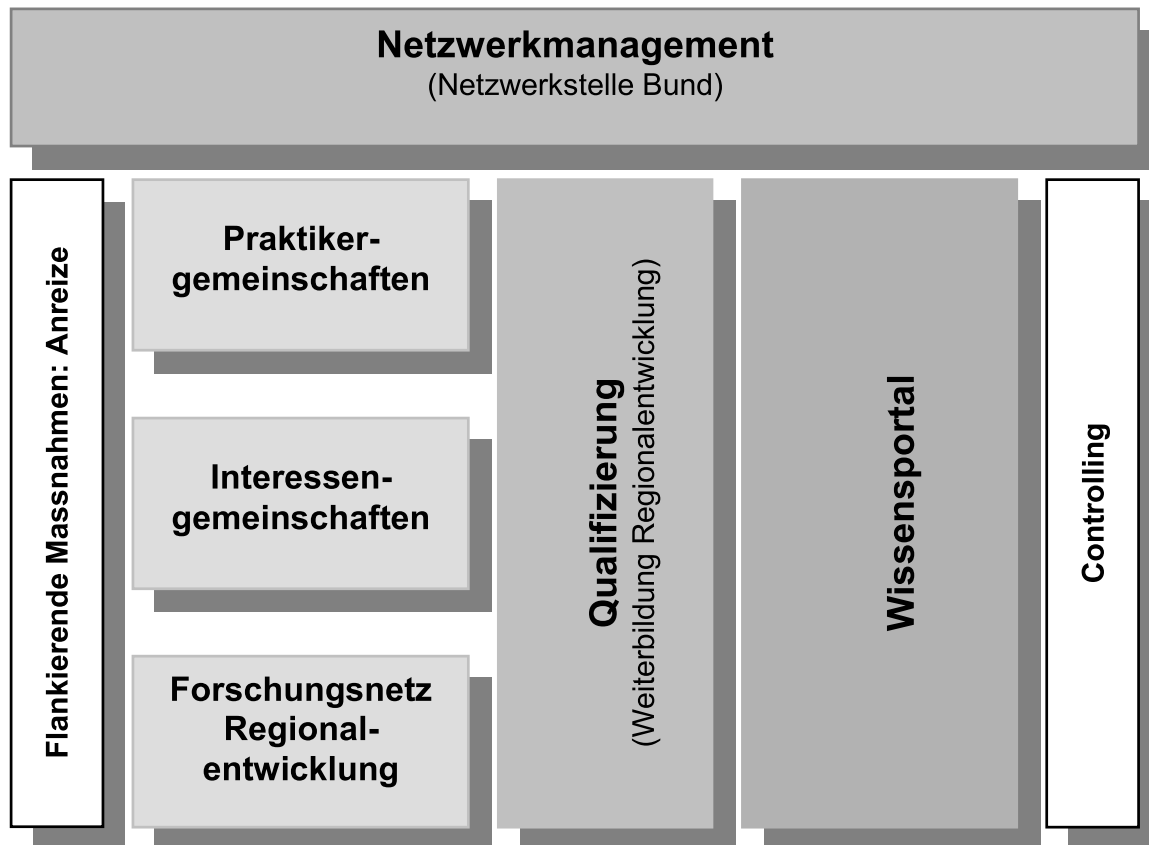 Netzwerkmanagement
(Netzwerkstelle Bund)
Flankierende Massnahmen: Anreize
Praktiker-
gemeinschaften
Interessen-
gemeinschaften
Forschungsnetz
Regional-
entwicklung
Qualifizierung
(Weiterbildung Regionalentwicklung)
Wissensportal
Controlling